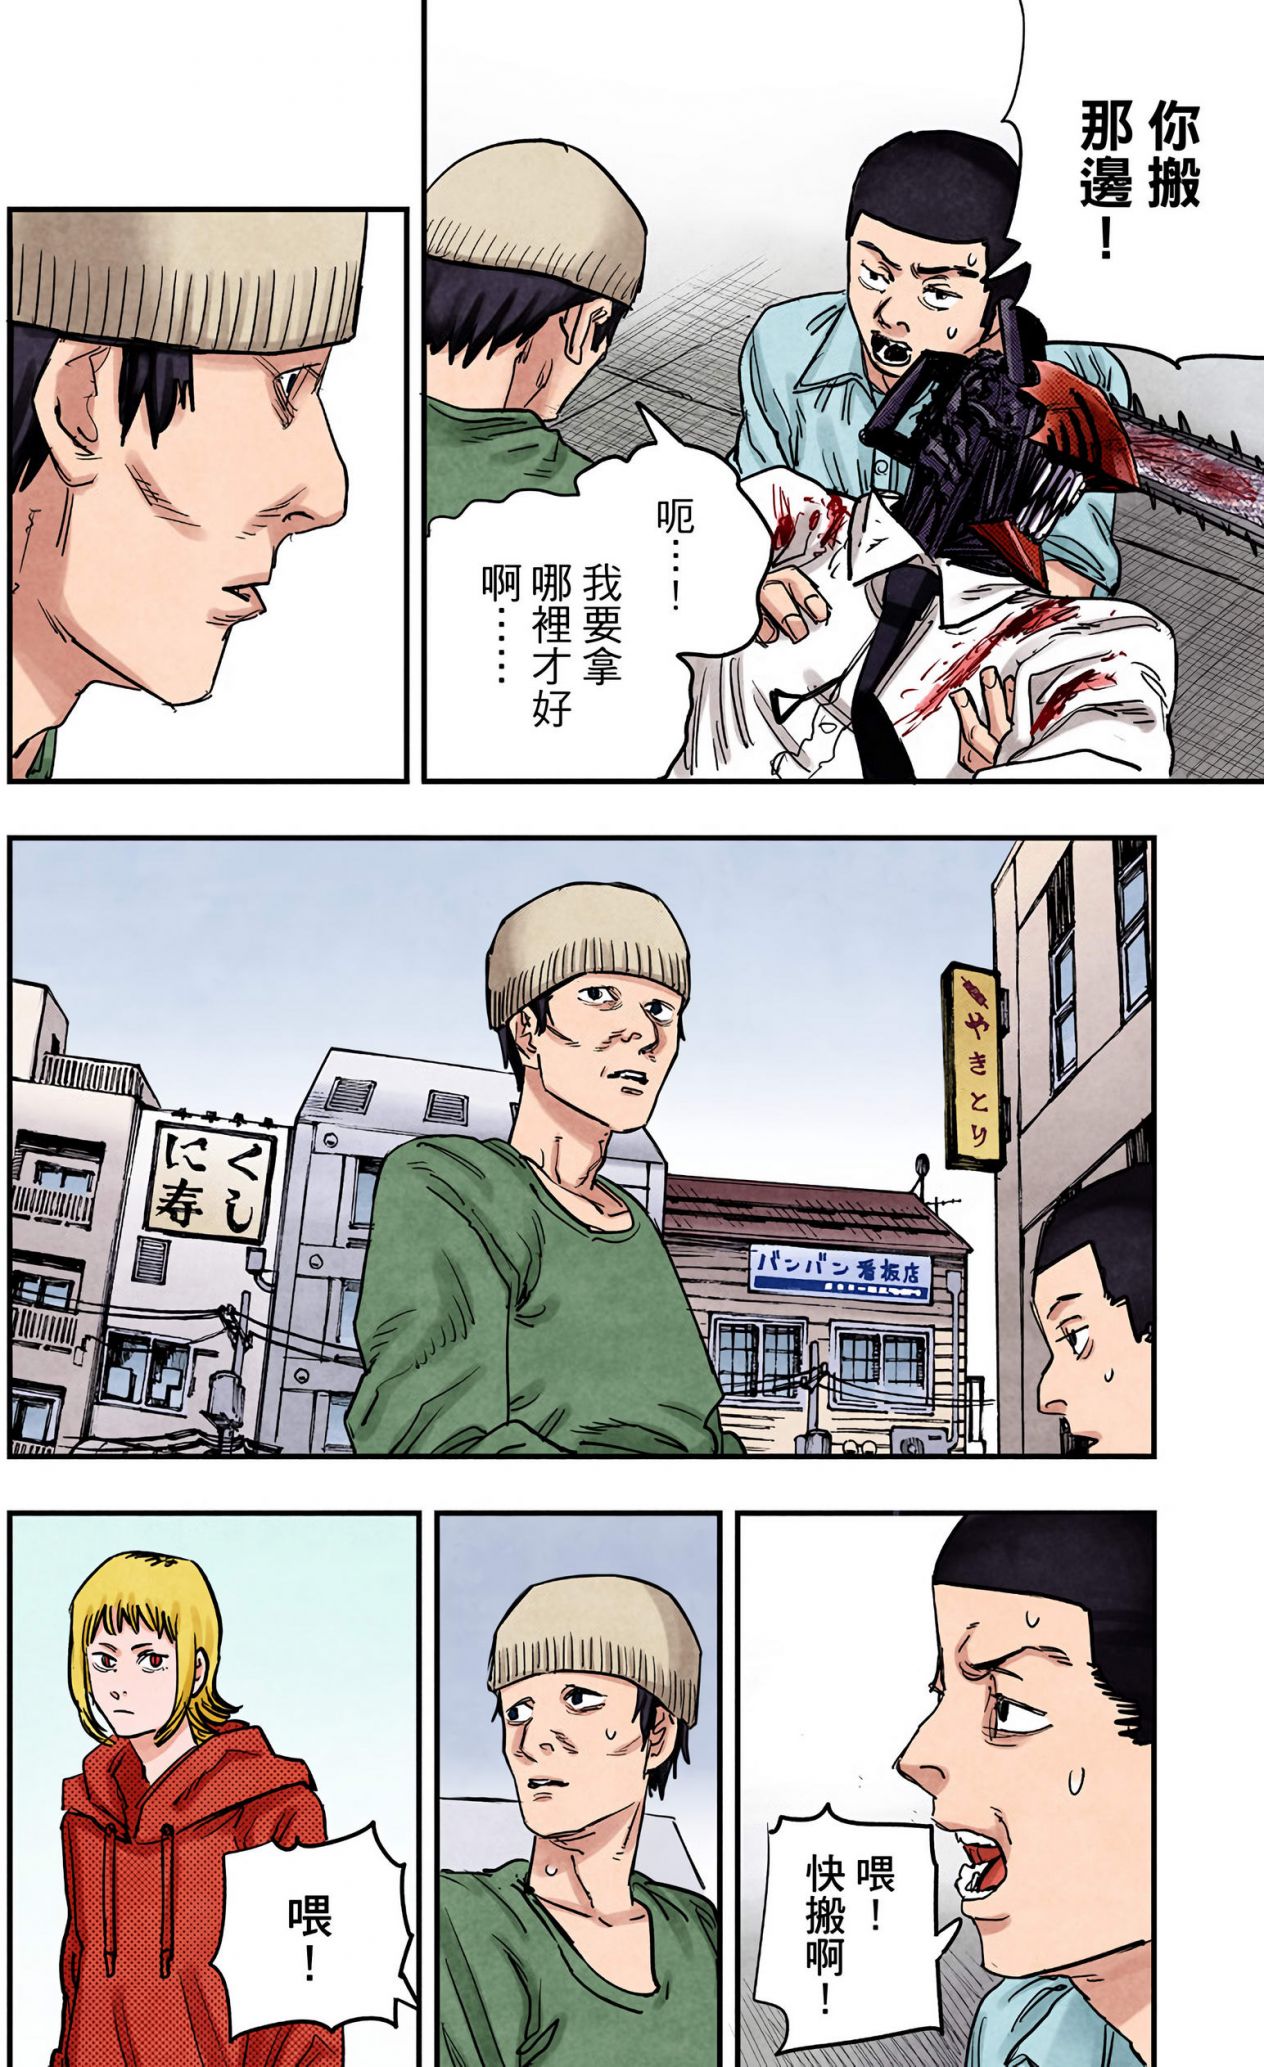 你搬
那邊！
呃⋯⋯！
我要拿
哪裡才好
啊⋯⋯⋯
やきとり
くし
に寿
バンバン看板店
喂！
快搬啊！
喂！